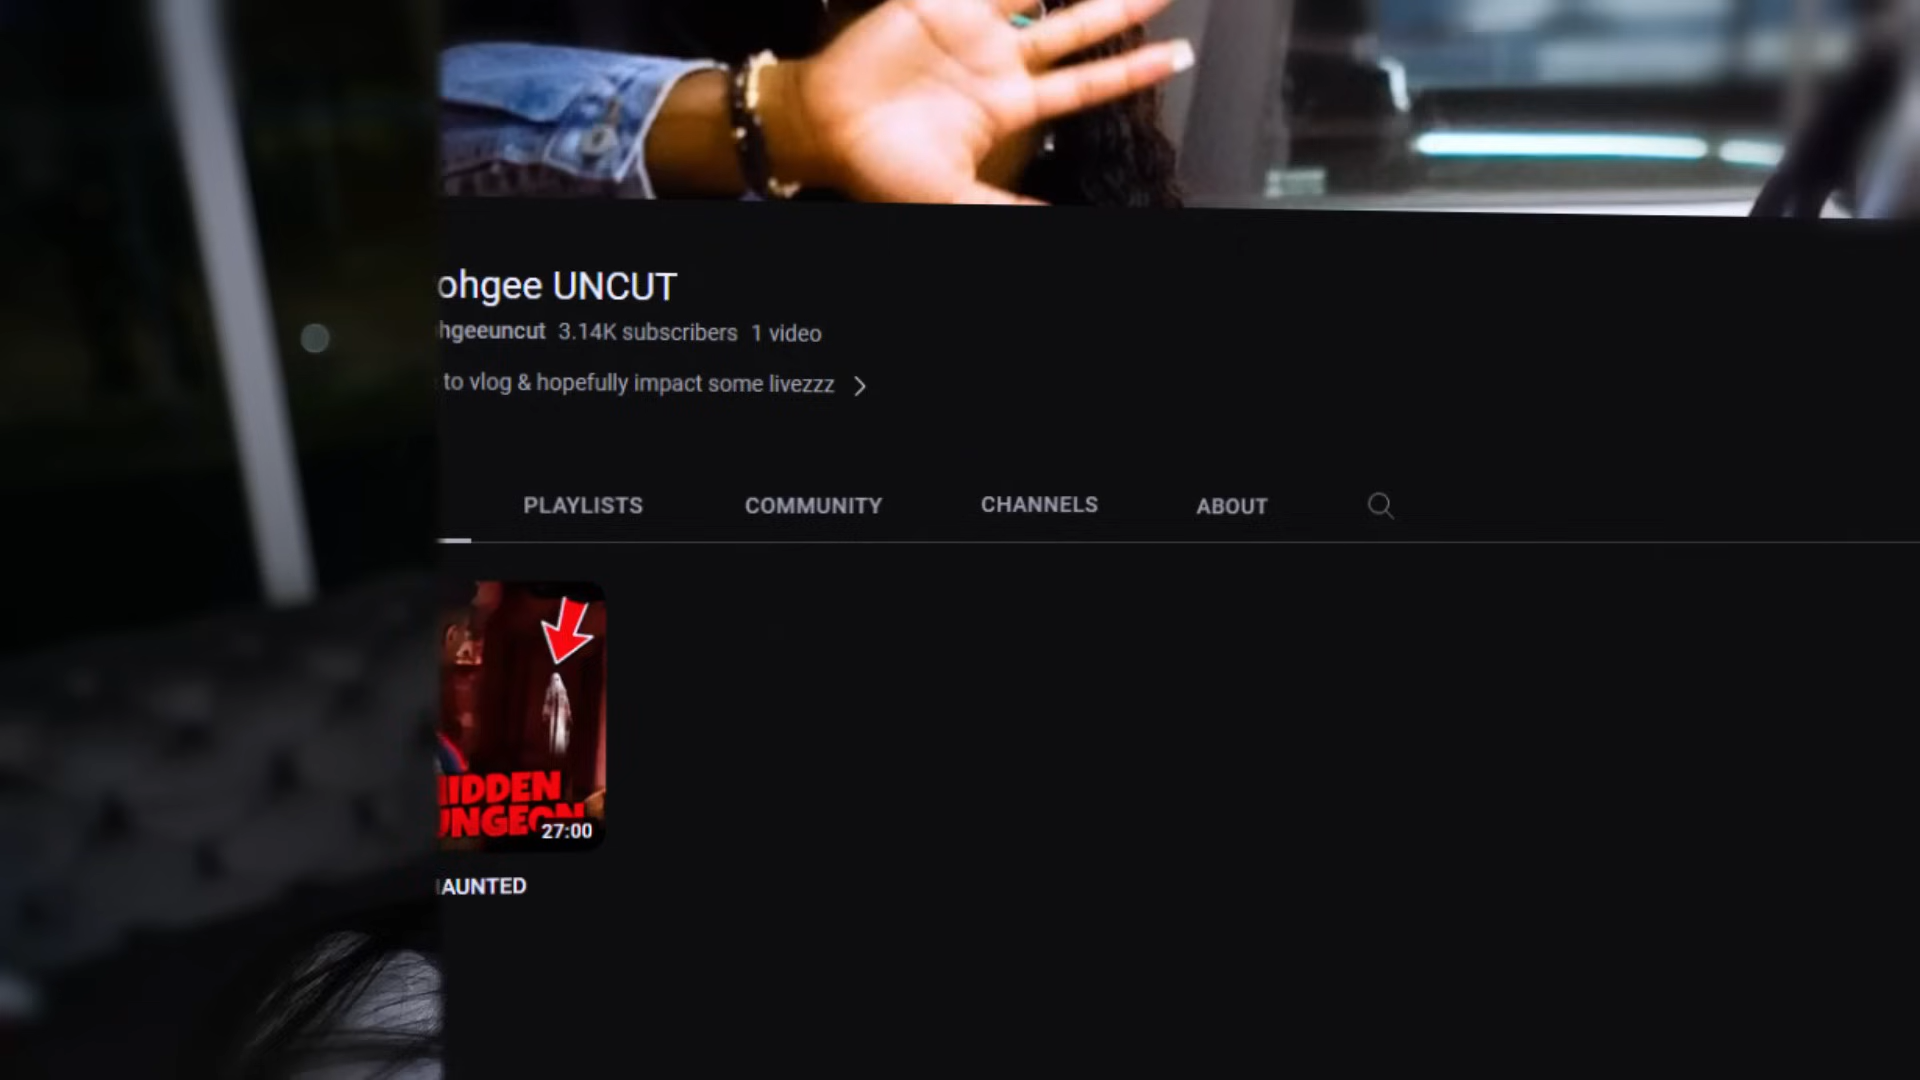 ohgee UNCUT
hgeeuncut 3.14K subscribers 1 video
to vlog & hopefully impact some livezzz
PLAYLISTS COMMUNITY CHANNELS ABOUT
IDDEN
UNGEON
27:00
AUNTED